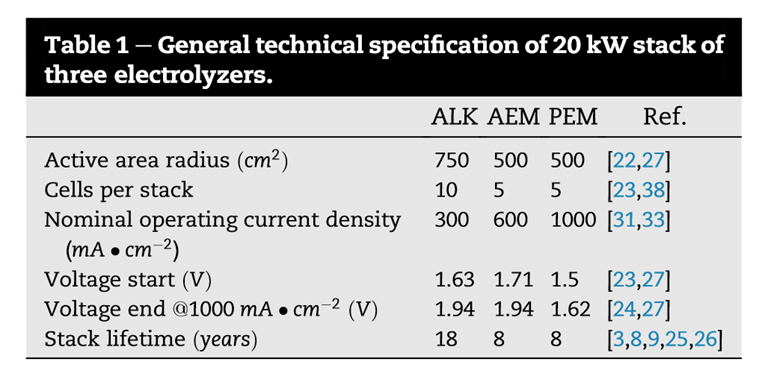 Table 1 – General technical specification of 20 kW stack of
three electrolyzers.
ALK AEM PEM Ref.
Active area radius (cm²) 750 500 500 [22,27]
Cells per stack 10 5 5 [23,38]
Nominal operating current density 300 600 1000 [31,33]
(mA • cm⁻²)
Voltage start (V) 1.63 1.71 1.5 [23,27]
Voltage end @1000 mA • cm⁻² (V) 1.94 1.94 1.62 [24,27]
Stack lifetime (years) 18 8 8 [3,8,9,25,26]